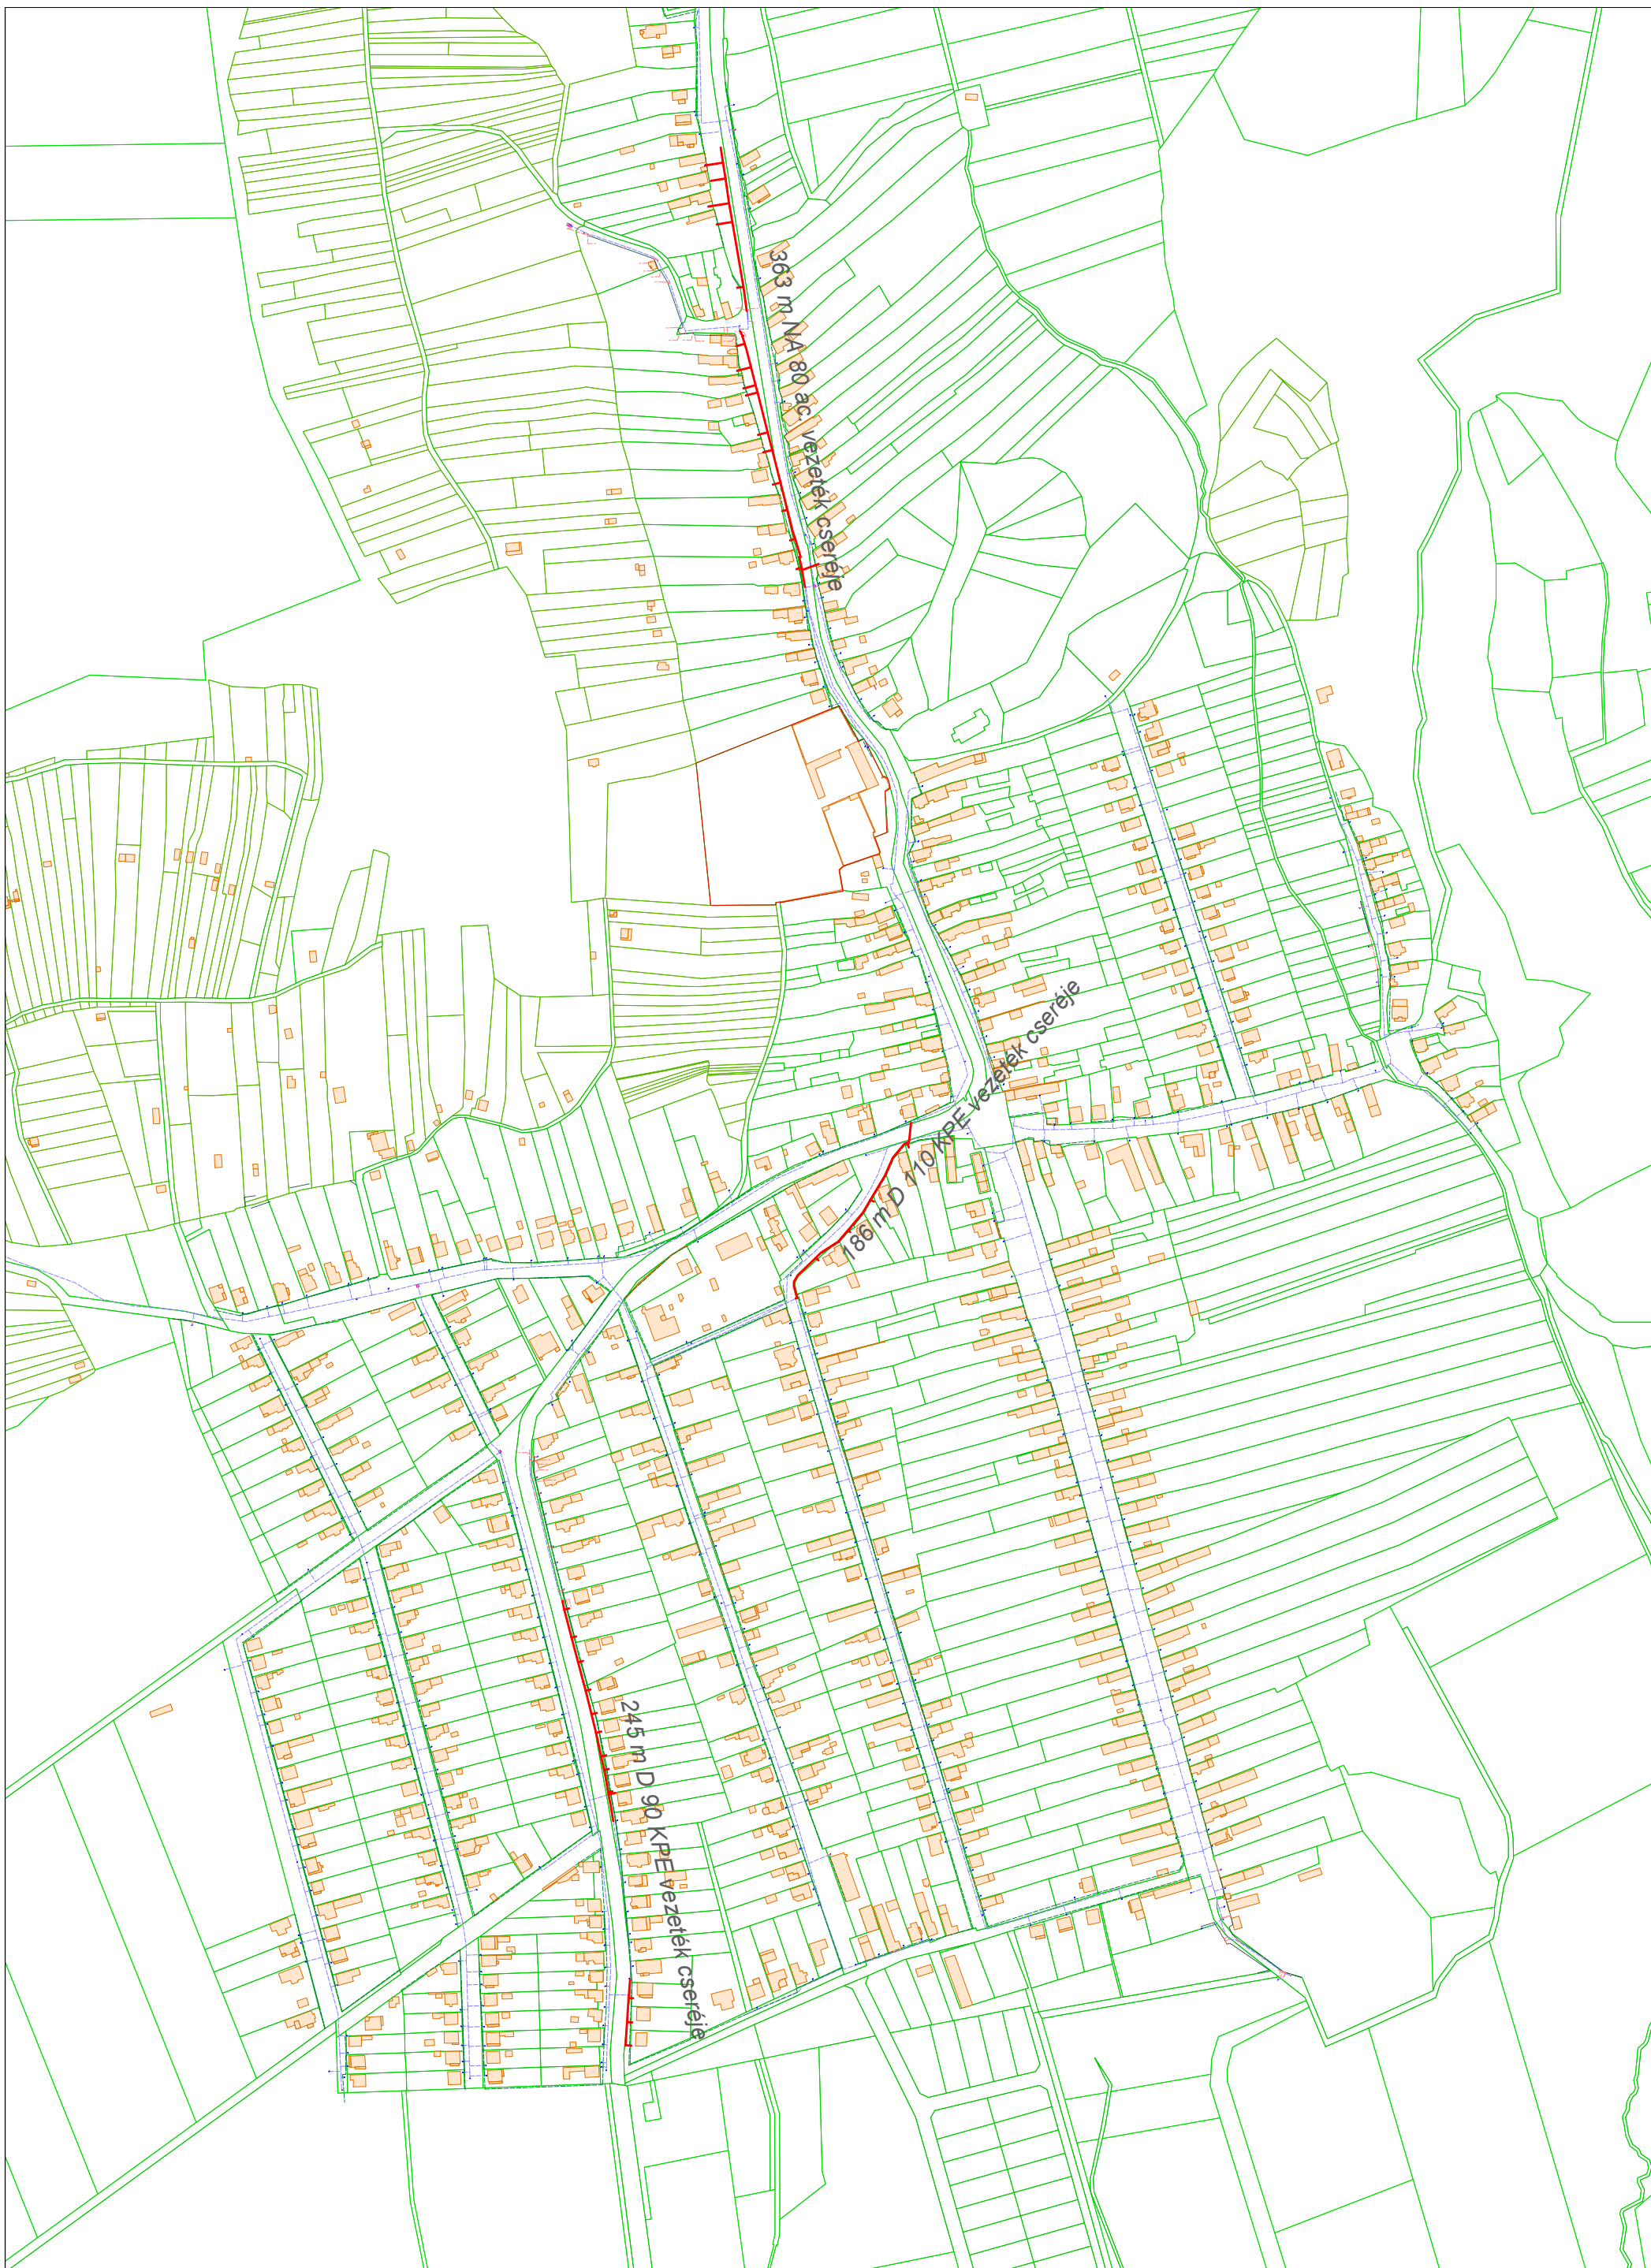 363 m NA 80 ac. vezeték cseréje
186 m D 110 KPE vezeték cseréje
245 m D 90 KPE vezeték cseréje